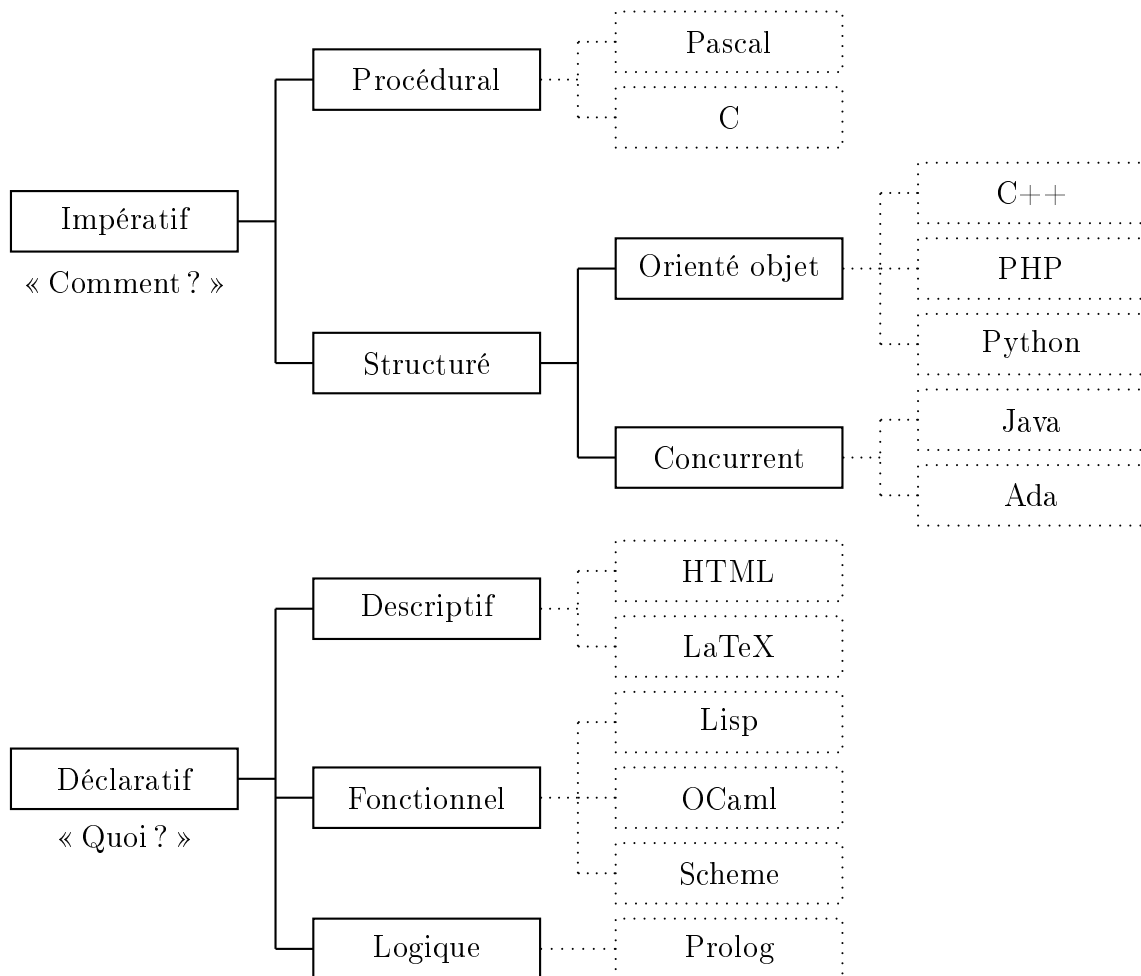 Impératif
« Comment ? »
Procédural
Pascal
C
Structuré
Orienté objet
C++
PHP
Python
Concurrent
Java
Ada
Déclaratif
« Quoi ? »
Descriptif
HTML
LaTeX
Fonctionnel
Lisp
OCaml
Scheme
Logique
Prolog